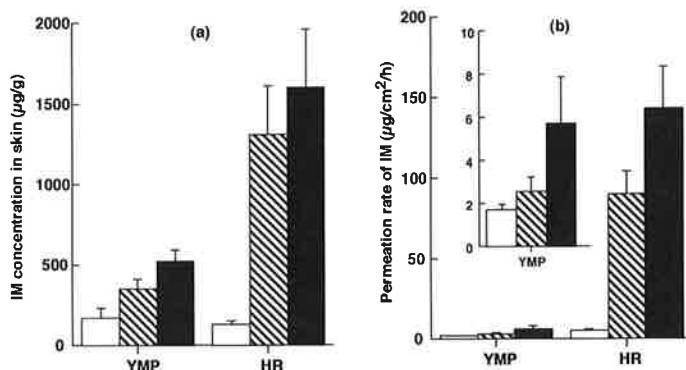 (a)
IM concentration in skin (µg/g)
2000
1500
1000
500
0
YMP
HR
(b)
Permeation rate of IM (µg/cm²/h)
200
150
100
50
0
10
8
6
4
2
0
YMP
YMP
HR